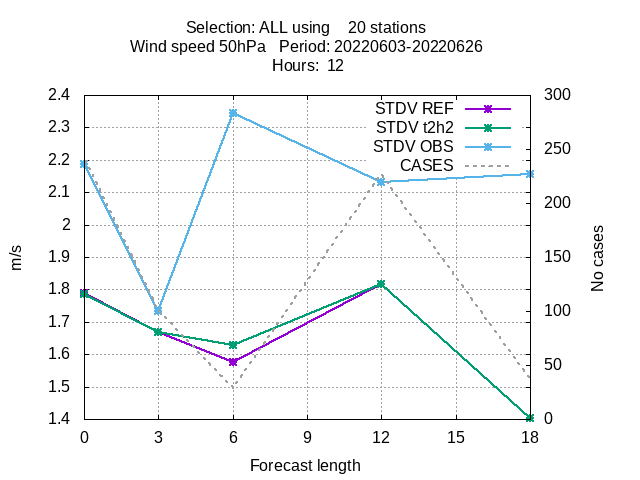 Selection: ALL using    20 stations
Wind speed 50hPa   Period: 20220603-20220626
Hours:  12
2.4
2.3
2.2
2.1
2
1.9
1.8
1.7
1.6
1.5
1.4
m/s
STDV REF
STDV t2h2
STDV OBS
CASES
300
250
200
150
100
50
0
No cases
0 3 6 9 12 15 18
Forecast length